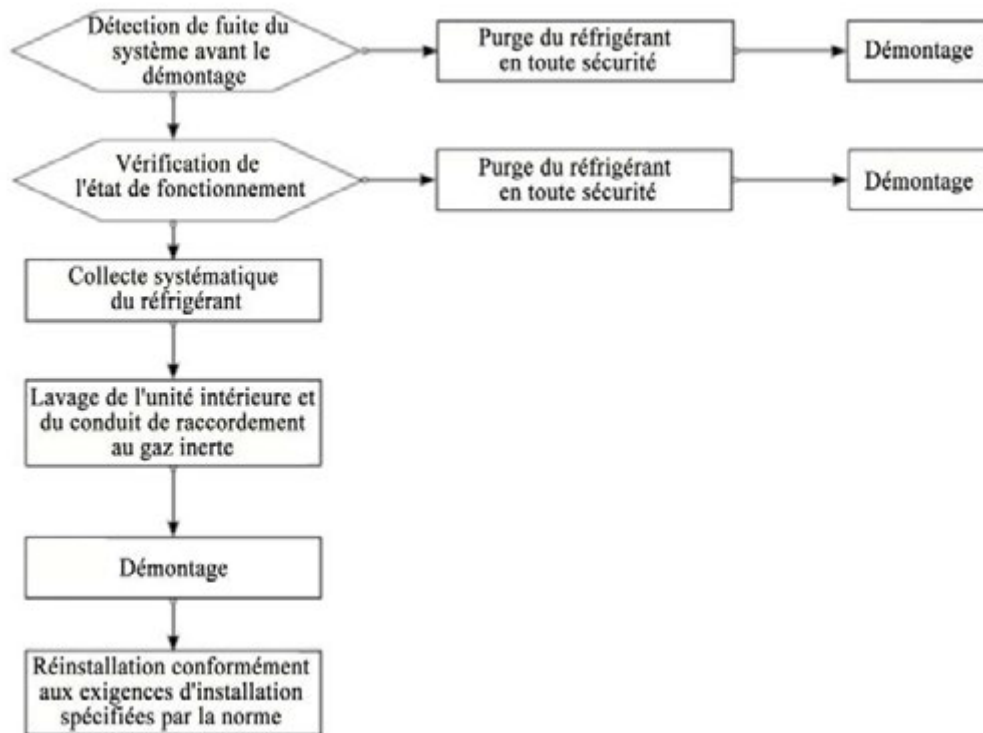 Détection de fuite du
système avant le
démontage
Purge du réfrigérant
en toute sécurité
Démontage
Vérification de
l'état de fonctionnement
Purge du réfrigérant
en toute sécurité
Démontage
Collecte systématique
du réfrigérant
Lavage de l'unité intérieure et
du conduit de raccordement
au gaz inerte
Démontage
Réinstallation conformément
aux exigences d'installation
spécifiées par la norme